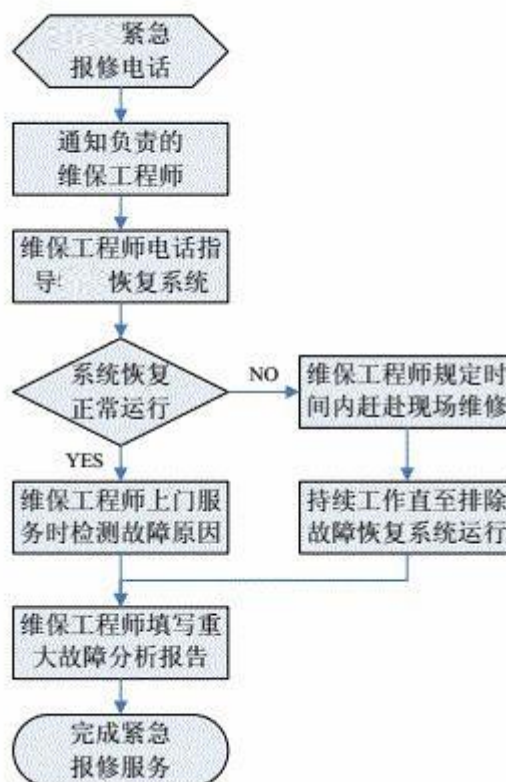 紧急
报修电话
通知负责的
维保工程师
维保工程师电话指
导 恢复系统
系统恢复
正常运行
NO
维保工程师规定时
间内赶赴现场维修
YES
维保工程师上门服
务时检测故障原因
持续工作直至排除
故障恢复系统运行
维保工程师填写重
大故障分析报告
完成紧急
报修服务